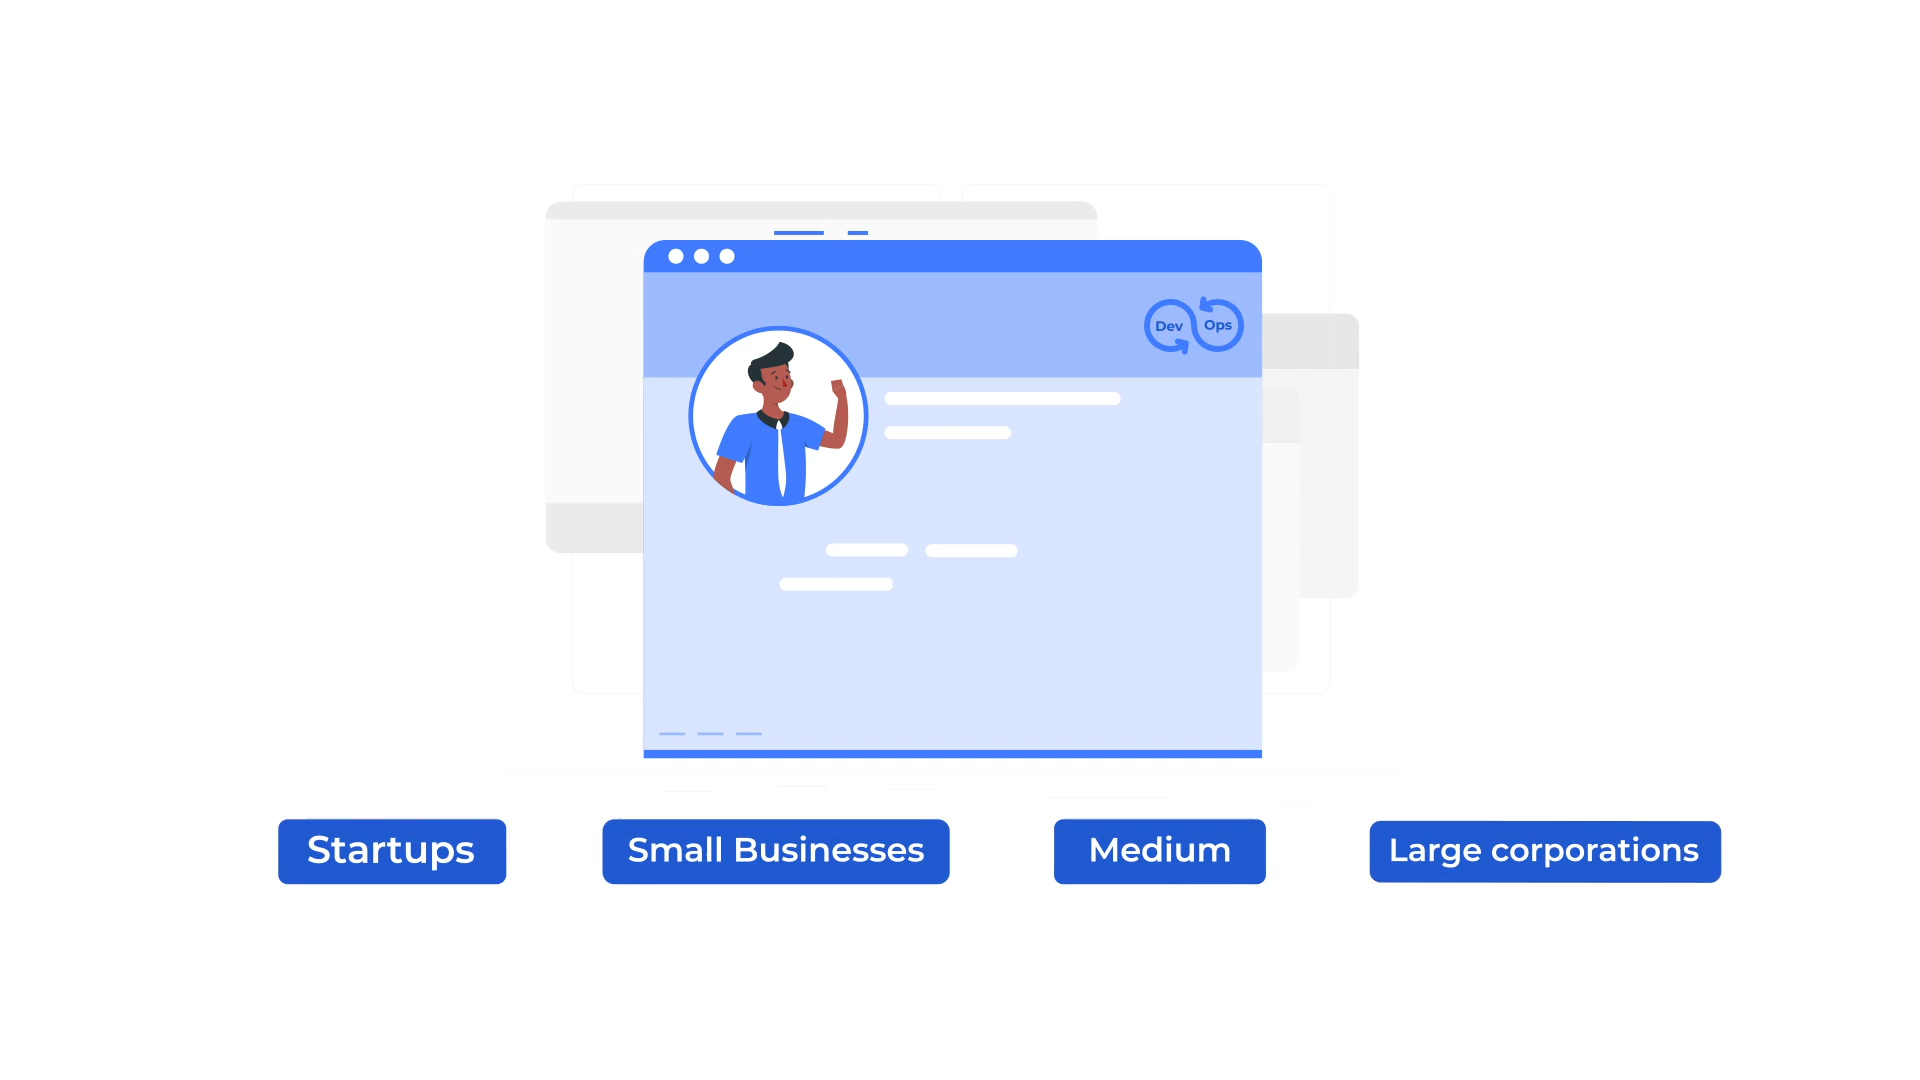 Dev Ops
Startups
Small Businesses
Medium
Large corporations